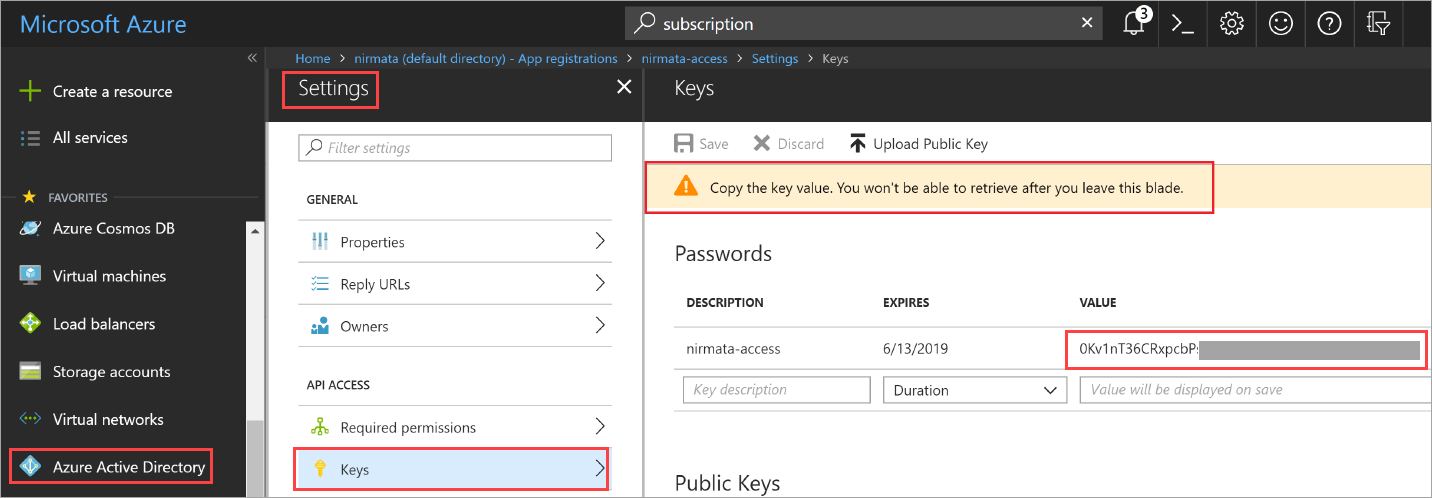 Microsoft Azure
subscription
3
Home > nirmata (default directory) - App registrations > nirmata-access > Settings > Keys
Create a resource
All services
FAVORITES
Azure Cosmos DB
Virtual machines
Load balancers
Storage accounts
Virtual networks
Azure Active Directory
Settings
Filter settings
GENERAL
Properties
Reply URLs
Owners
API ACCESS
Required permissions
Keys
Keys
Save Discard Upload Public Key
Copy the key value. You won't be able to retrieve after you leave this blade.
Passwords
DESCRIPTION EXPIRES VALUE
nirmata-access 6/13/2019 0Kv1nT36CRxpcbP
Key description Duration Value will be displayed on save
Public Keys